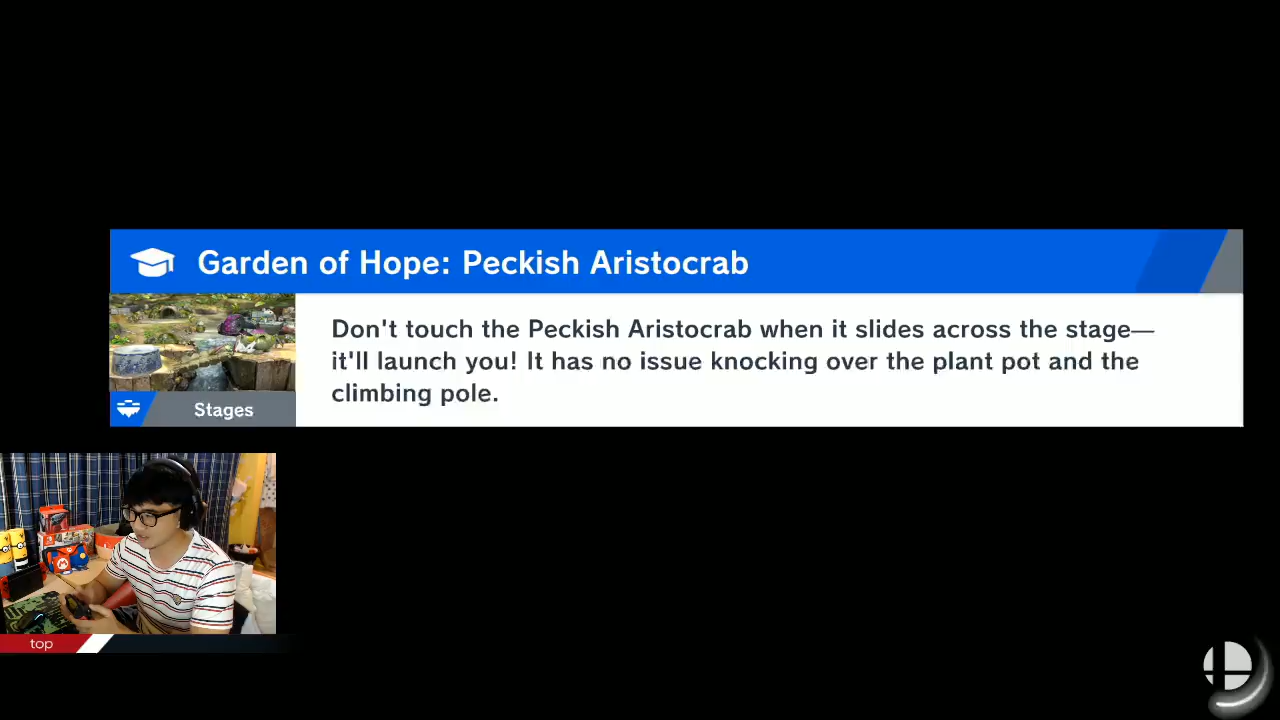 Garden of Hope: Peckish Aristocrab
Don't touch the Peckish Aristocrab when it slides across the stage—
it'll launch you! It has no issue knocking over the plant pot and the
climbing pole.
Stages
top